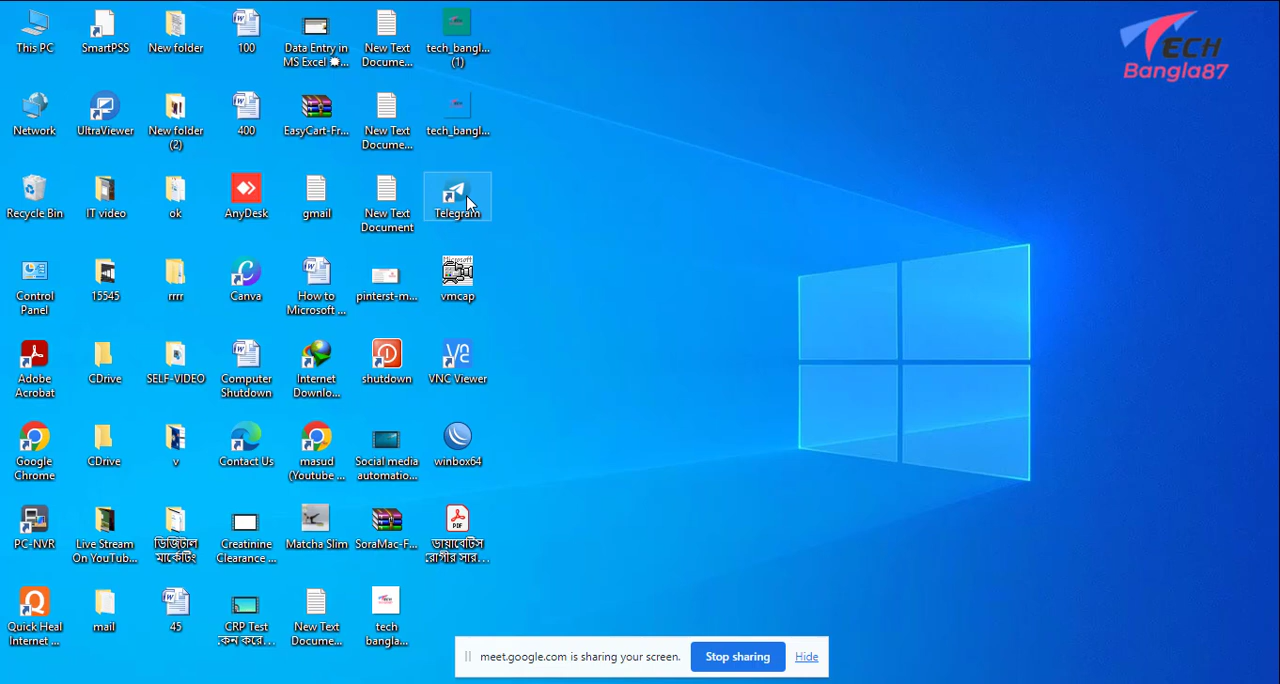 TECH
Bangla87
This PC
SmartPSS
New folder
100
Data Entry in
MS Excel ✹...
New Text
Docume...
tech_bangl...
(1)
Network
UltraViewer
New folder
(2)
400
EasyCart-Fr...
New Text
Docume...
tech_bangl...
Recycle Bin
IT video
ok
AnyDesk
gmail
New Text
Document
Telegram
Control
Panel
15545
rrrr
Canva
How to
Microsoft ...
pinterst-m...
Microsoft
vmcap
Adobe
Acrobat
CDrive
SELF-VIDEO
Computer
Shutdown
Internet
Downlo...
shutdown
VNC Viewer
Google
Chrome
CDrive
v
Contact Us
masud
(Youtube ...
Social media
automatio...
winbox64
PC-NVR
Live Stream
On YouTub...
ডিজিটাল
মার্কেটিং
Creatinine
Clearance ...
Matcha Slim
SoraMac-F...
PDF
ডায়াবেটিস
রোগীর সার...
Quick Heal
Internet ...
mail
45
CRP Test
কেন করে...
New Text
Docume...
tech
bangla...
meet.google.com is sharing your screen.
Stop sharing
Hide